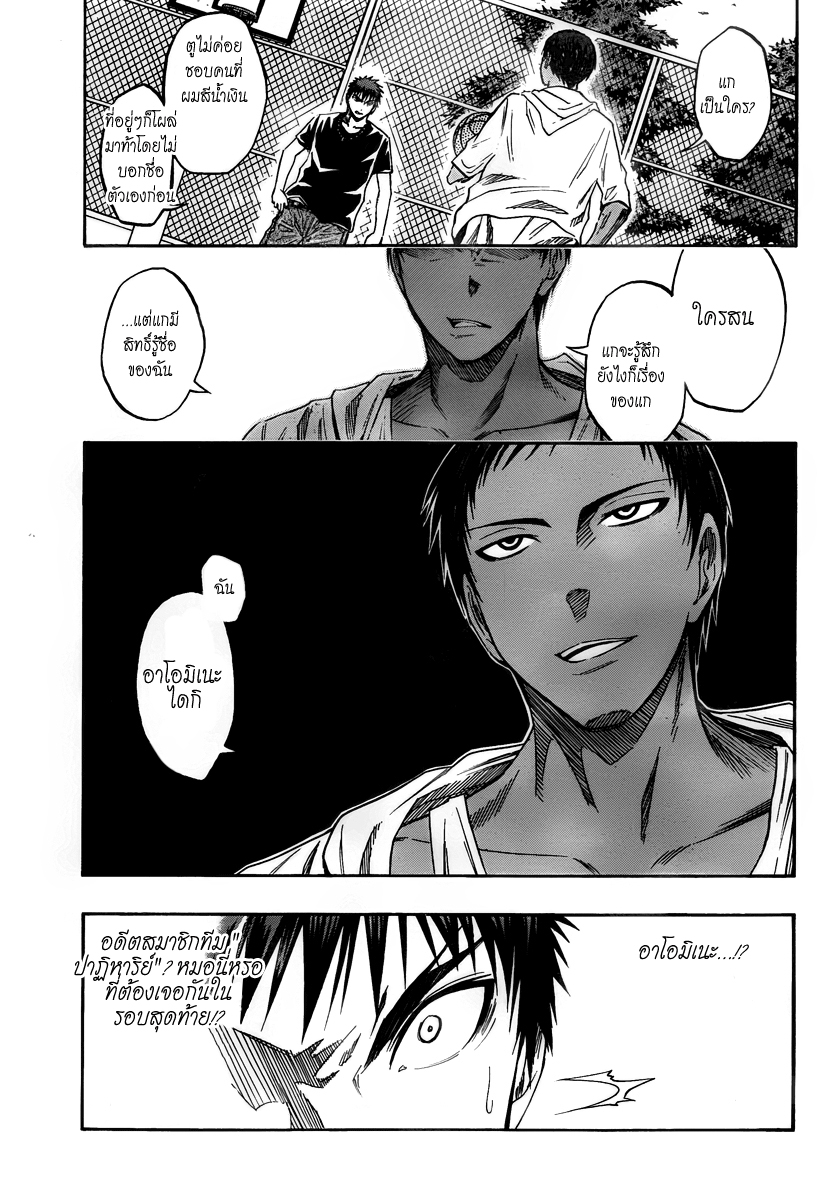 แก
เป็นใคร?
ตูไม่ค่อย
ชอบคนที่
ผมสีน้ำเงิน
ที่อยู่ๆก็โผล่
มาท้าโดยไม่
บอกชื่อ
ตัวเองก่อน
ใครสน
แกจะรู้สึก
ยังไงก็เรื่อง
ของแก
...แต่แกมี
สิทธิ์รู้ชื่อ
ของฉัน
ฉัน
อาโอมิเนะ
ไดกิ
อาโอมิเนะ...!?
อดีตสมาชิกทีม"
ปาฏิหาริย์"? หมอนี่หรอ
ที่ต้องเจอกันใน
รอบสุดท้าย!?